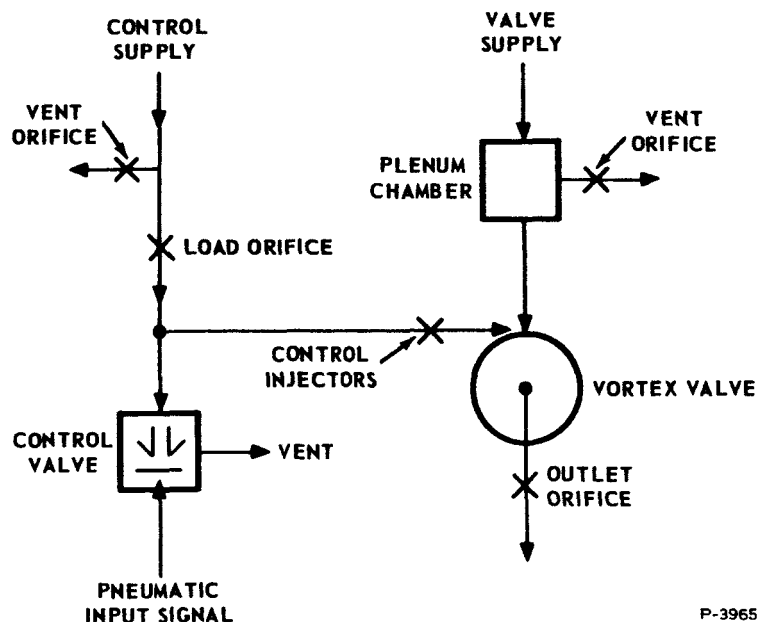 CONTROL
SUPPLY
VALVE
SUPPLY
VENT
ORIFICE
VENT
ORIFICE
PLENUM
CHAMBER
LOAD ORIFICE
CONTROL
INJECTORS
VORTEX VALVE
CONTROL
VALVE
VENT
OUTLET
ORIFICE
PNEUMATIC
INPUT SIGNAL
P-3965